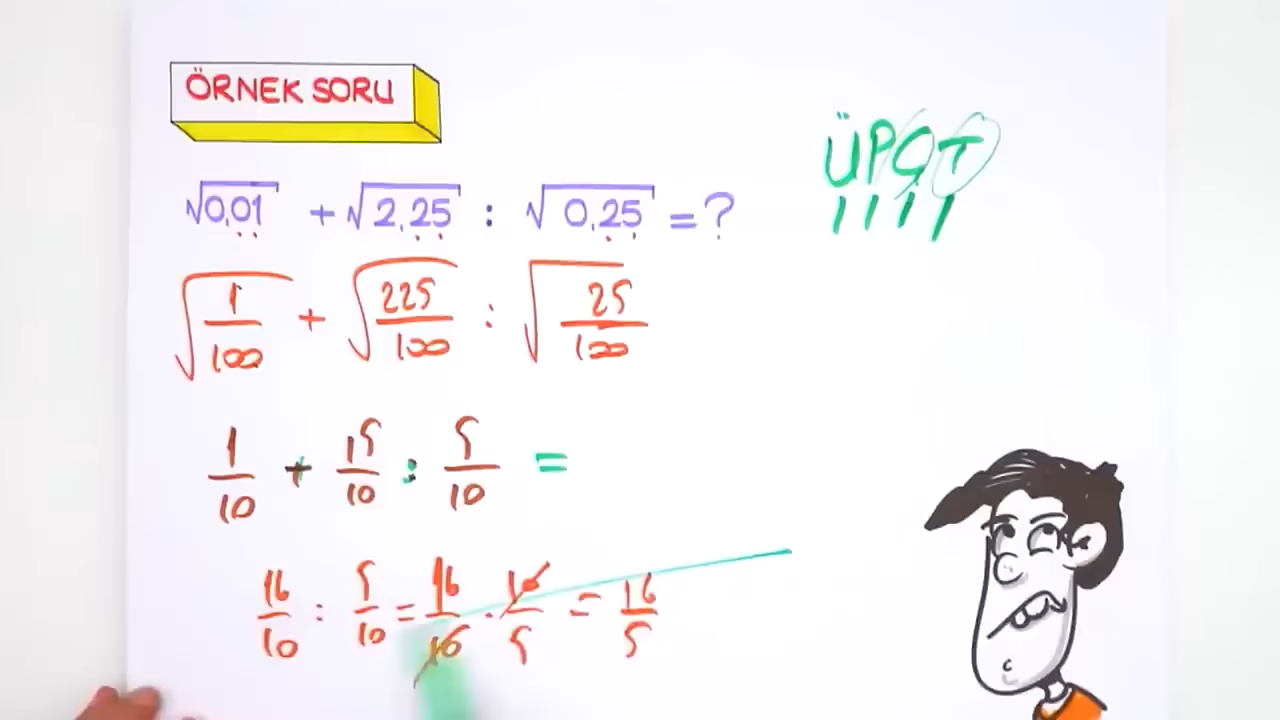 ÖRNEK SORU
ÜPÇT
√0,01 + √2,25 : √0,25 = ?
√1/100 + √225/100 : √25/100
1/10 + 15/10 : 5/10 =
16/10 : 5/10 = 16/10 · 10/5 = 16/5